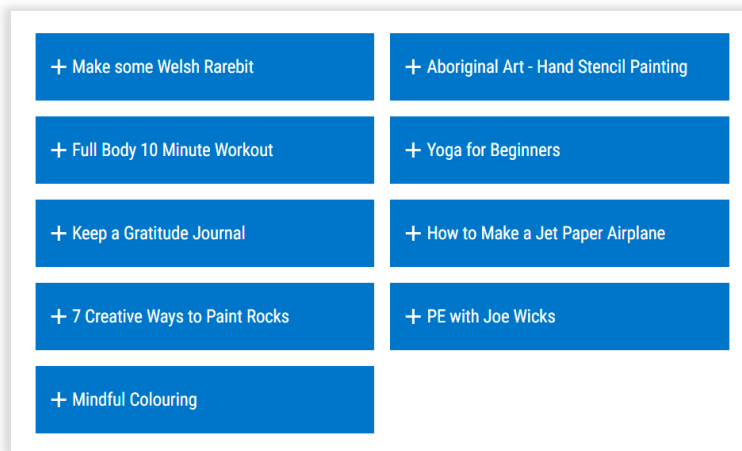 + Make some Welsh Rarebit
+ Aboriginal Art - Hand Stencil Painting
+ Full Body 10 Minute Workout
+ Yoga for Beginners
+ Keep a Gratitude Journal
+ How to Make a Jet Paper Airplane
+ 7 Creative Ways to Paint Rocks
+ PE with Joe Wicks
+ Mindful Colouring